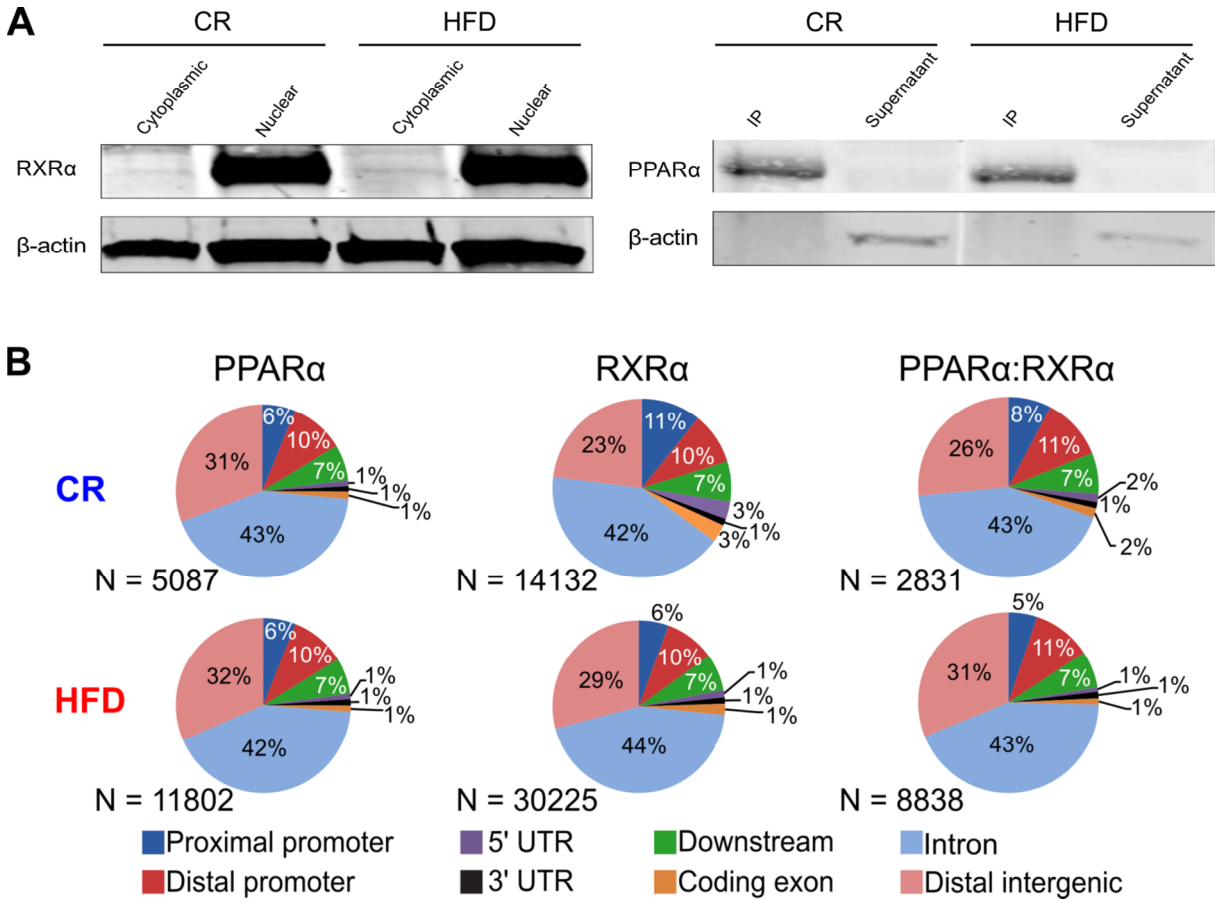 A
CR HFD CR HFD
Cytoplasmic Nuclear Cytoplasmic Nuclear IP Supernatant IP Supernatant
RXRα PPARα
β-actin β-actin
B
PPARα RXRα PPARα:RXRα
CR
6% 10% 7% 1% 1% 1% 43% 31%
N = 5087
11% 10% 7% 3% 1% 3% 42% 23%
N = 14132
8% 11% 7% 2% 1% 2% 43% 26%
N = 2831
HFD
6% 10% 7% 1% 1% 1% 42% 32%
N = 11802
6% 10% 7% 1% 1% 1% 44% 29%
N = 30225
5% 11% 7% 1% 1% 1% 43% 31%
N = 8838
Proximal promoter 5' UTR Downstream Intron
Distal promoter 3' UTR Coding exon Distal intergenic